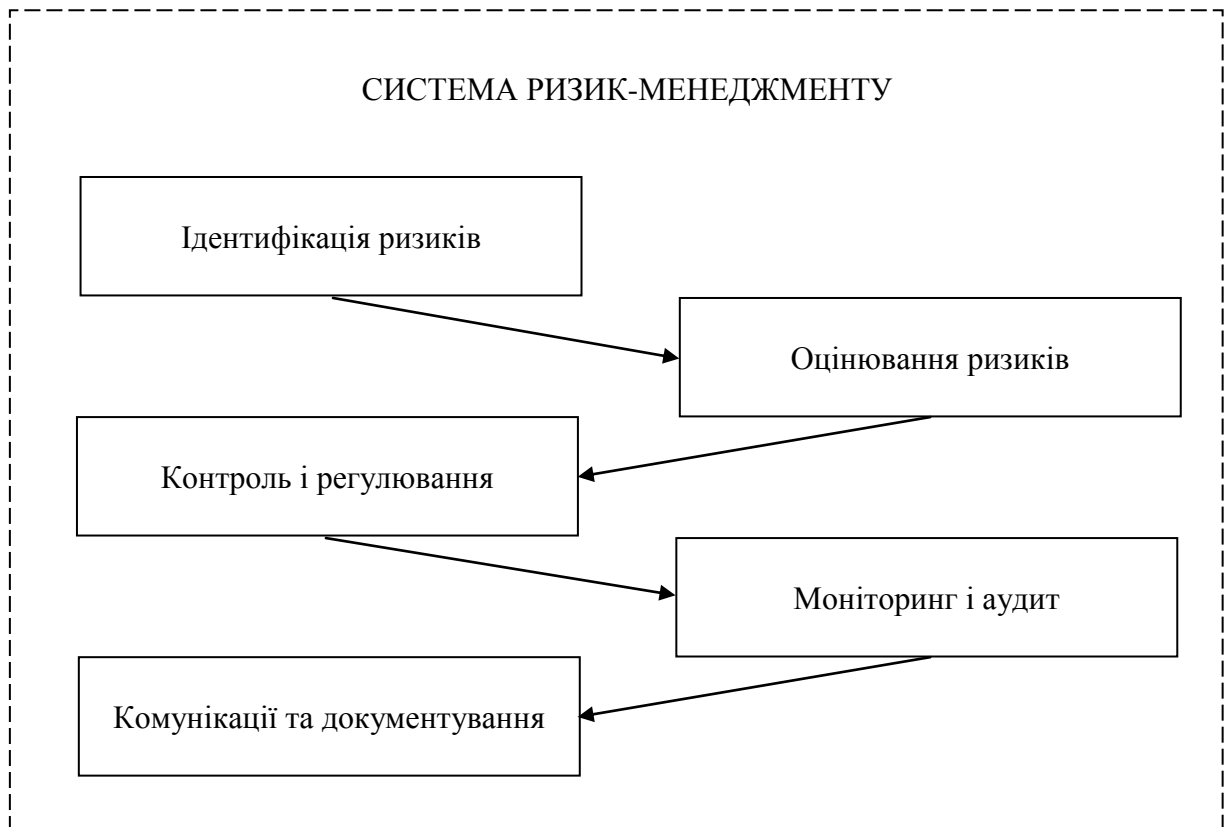 СИСТЕМА РИЗИК-МЕНЕДЖМЕНТУ
Ідентифікація ризиків
Оцінювання ризиків
Контроль і регулювання
Моніторинг і аудит
Комунікації та документування